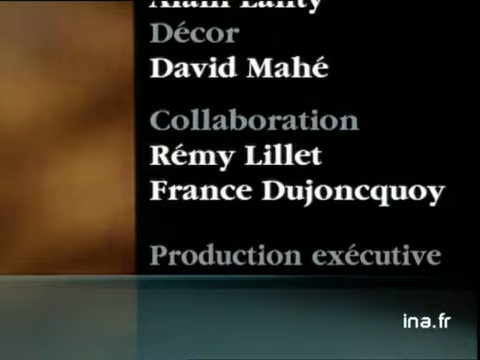 Décor
David Mahé
Collaboration
Rémy Lillet
France Dujoncquoy
Production exécutive
ina.fr